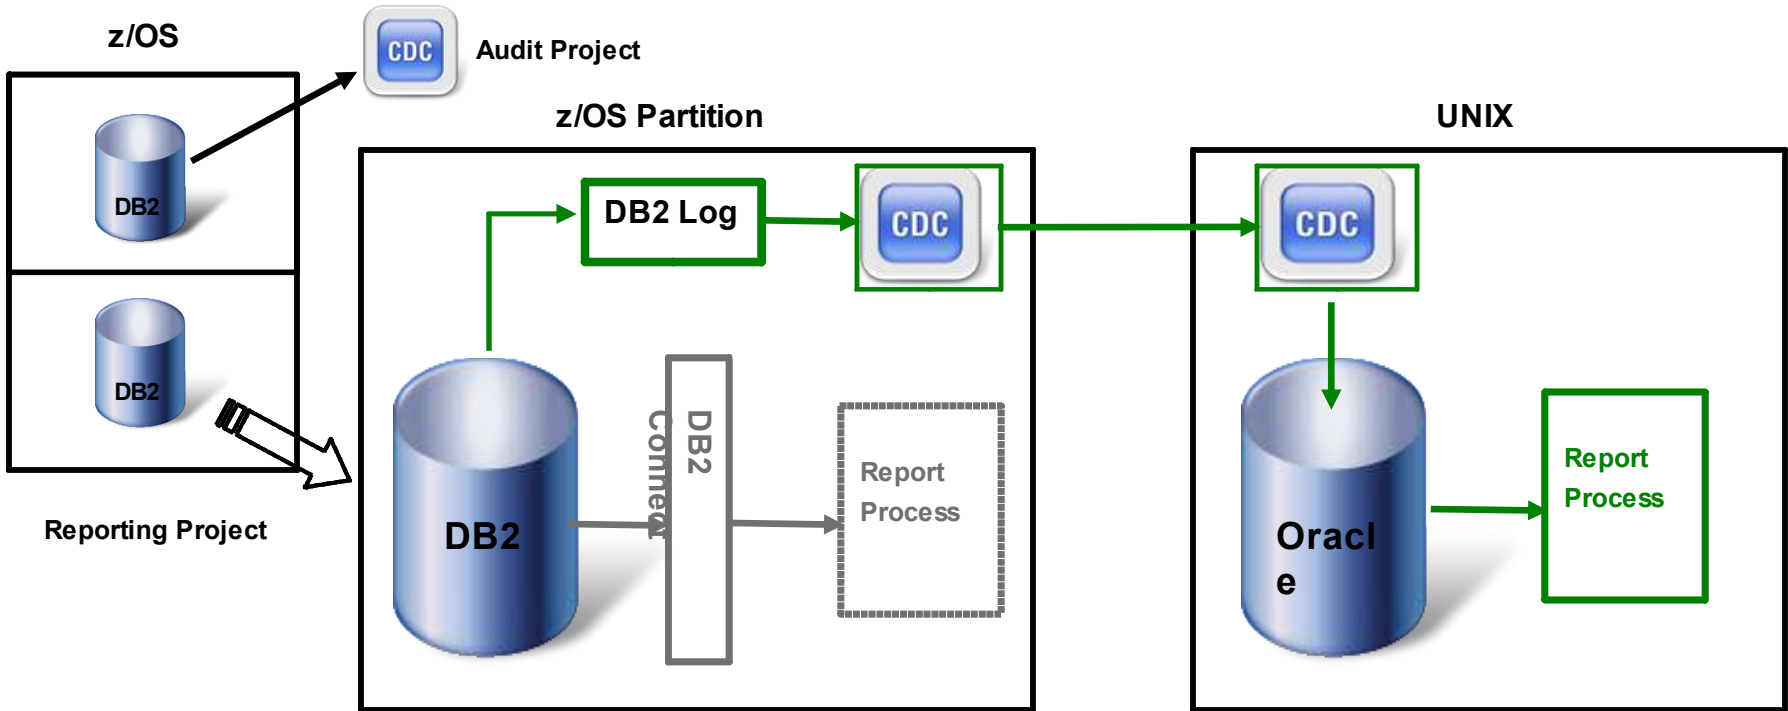 z/OS
CDC
Audit Project
DB2
DB2
Reporting Project
z/OS Partition
DB2 Log
CDC
DB2
DB2
Connect
Report
Process
UNIX
CDC
Oracl
e
Report
Process